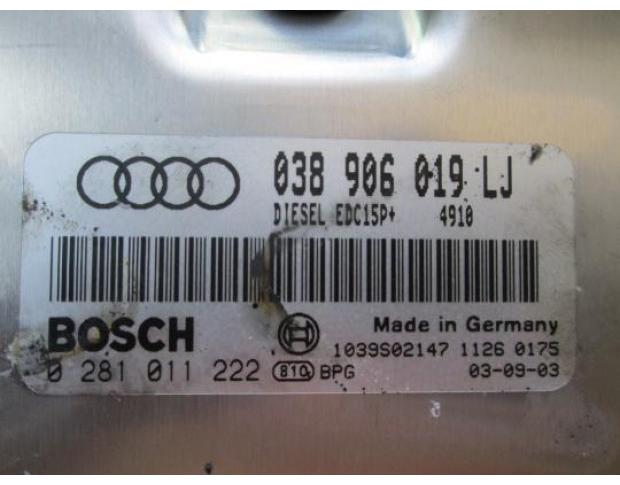 038 906 019 LJ
DIESEL EDC15P+ 4910
BOSCH
Made in Germany
1039S02147 1126 0175
0 281 011 222 810 BPG 03-09-03